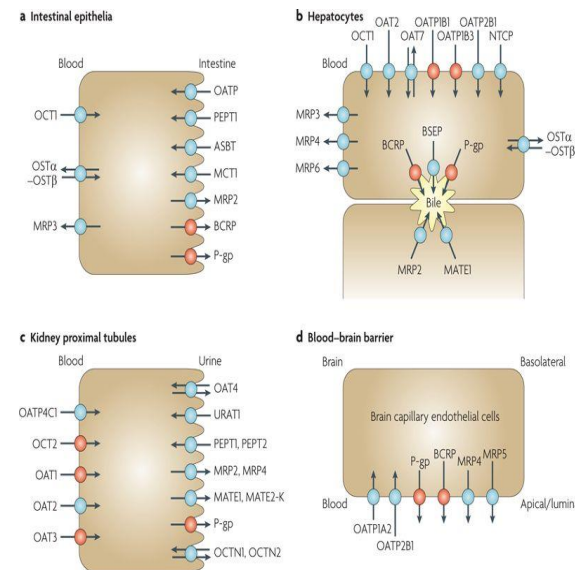 a Intestinal epithelia
Blood
Intestine
OCT1
OSTα
–OSTβ
MRP3
OATP
PEPT1
ASBT
MCT1
MRP2
BCRP
P-gp
b Hepatocytes
OAT2 OATP1B1 OATP2B1
OCT1 OAT7 OATP1B3 NTCP
Blood
MRP3
MRP4
MRP6
BCRP
BSEP
P-gp
Bile
OSTα
–OSTβ
MRP2
MATE1
c Kidney proximal tubules
Blood
Urine
OATP4C1
OCT2
OAT1
OAT2
OAT3
OAT4
URAT1
PEPT1, PEPT2
MRP2, MRP4
MATE1, MATE2-K
P-gp
OCTN1, OCTN2
d Blood–brain barrier
Brain
Basolateral
Brain capillary endothelial cells
P-gp BCRP MRP4 MRP5
Blood
Apical/lumina
OATP1A2
OATP2B1